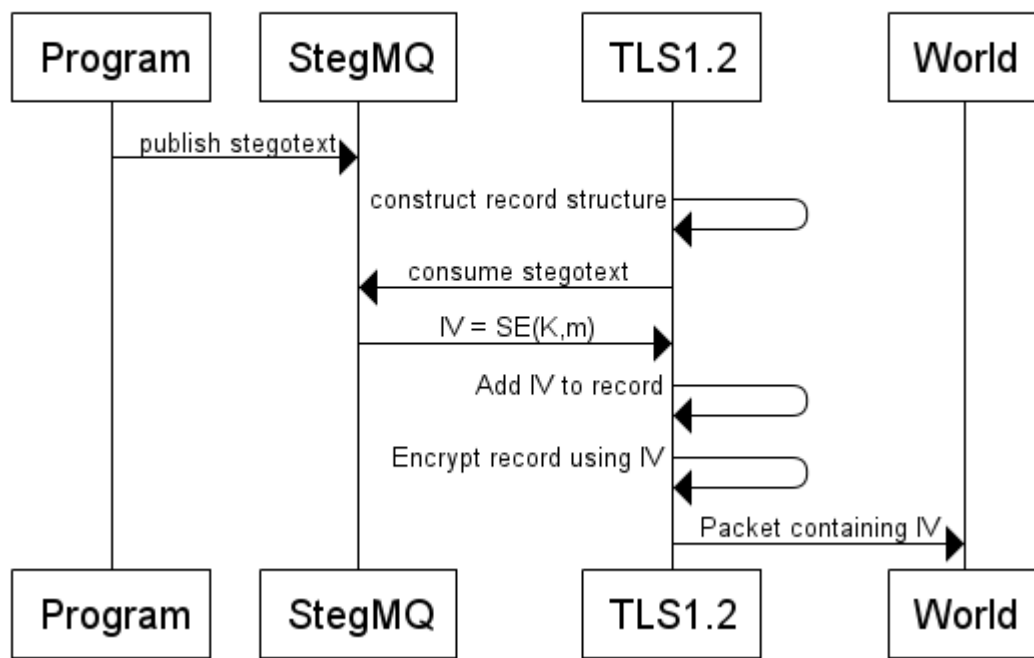 Program StegMQ TLS1.2 World
publish stegotext
construct record structure
consume stegotext
IV = SE(K,m)
Add IV to record
Encrypt record using IV
Packet containing IV
Program StegMQ TLS1.2 World